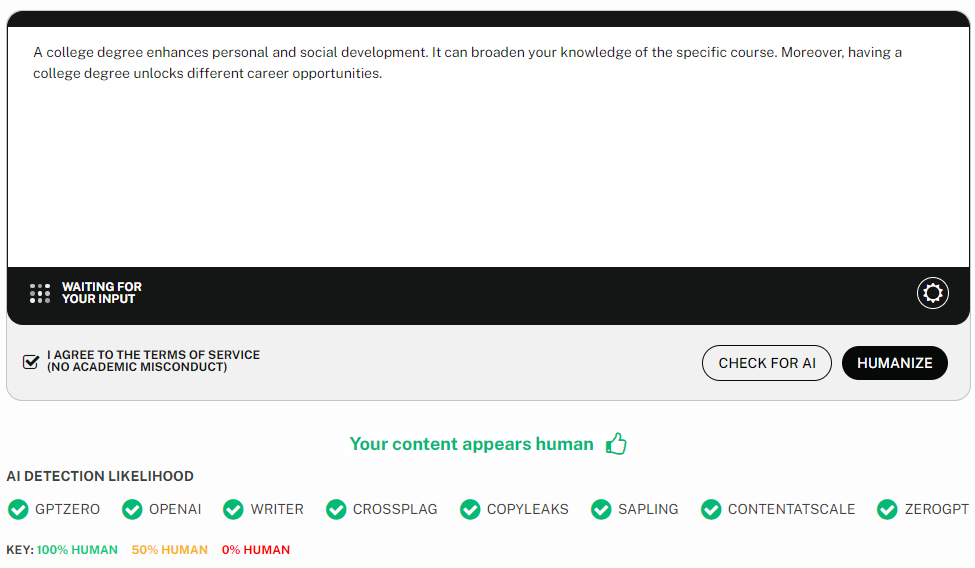 A college degree enhances personal and social development. It can broaden your knowledge of the specific course. Moreover, having a
college degree unlocks different career opportunities.
WAITING FOR
YOUR INPUT
I AGREE TO THE TERMS OF SERVICE
(NO ACADEMIC MISCONDUCT)
CHECK FOR AI
HUMANIZE
Your content appears human
AI DETECTION LIKELIHOOD
GPTZERO OPENAI WRITER CROSSPLAG COPYLEAKS SAPLING CONTENTATSCALE ZEROGPT
KEY: 100% HUMAN 50% HUMAN 0% HUMAN